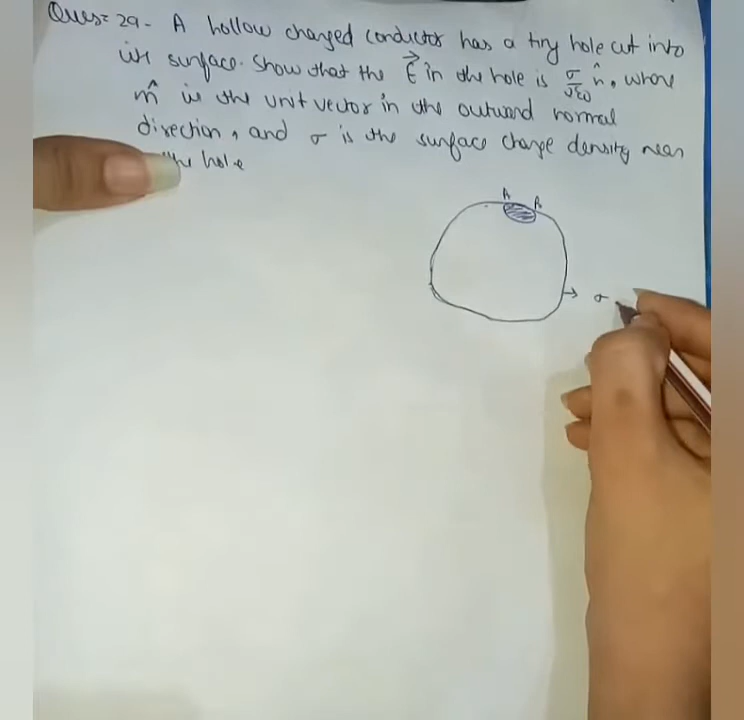 Ques= 29- A hollow charged conductor has a tiny hole cut into
its surface. Show that the E⃗ in the hole is σ/2ε0 n̂, where
n̂ is the unit vector in the outward normal
direction, and σ is the surface charge density near
the hole
A B
→ σ